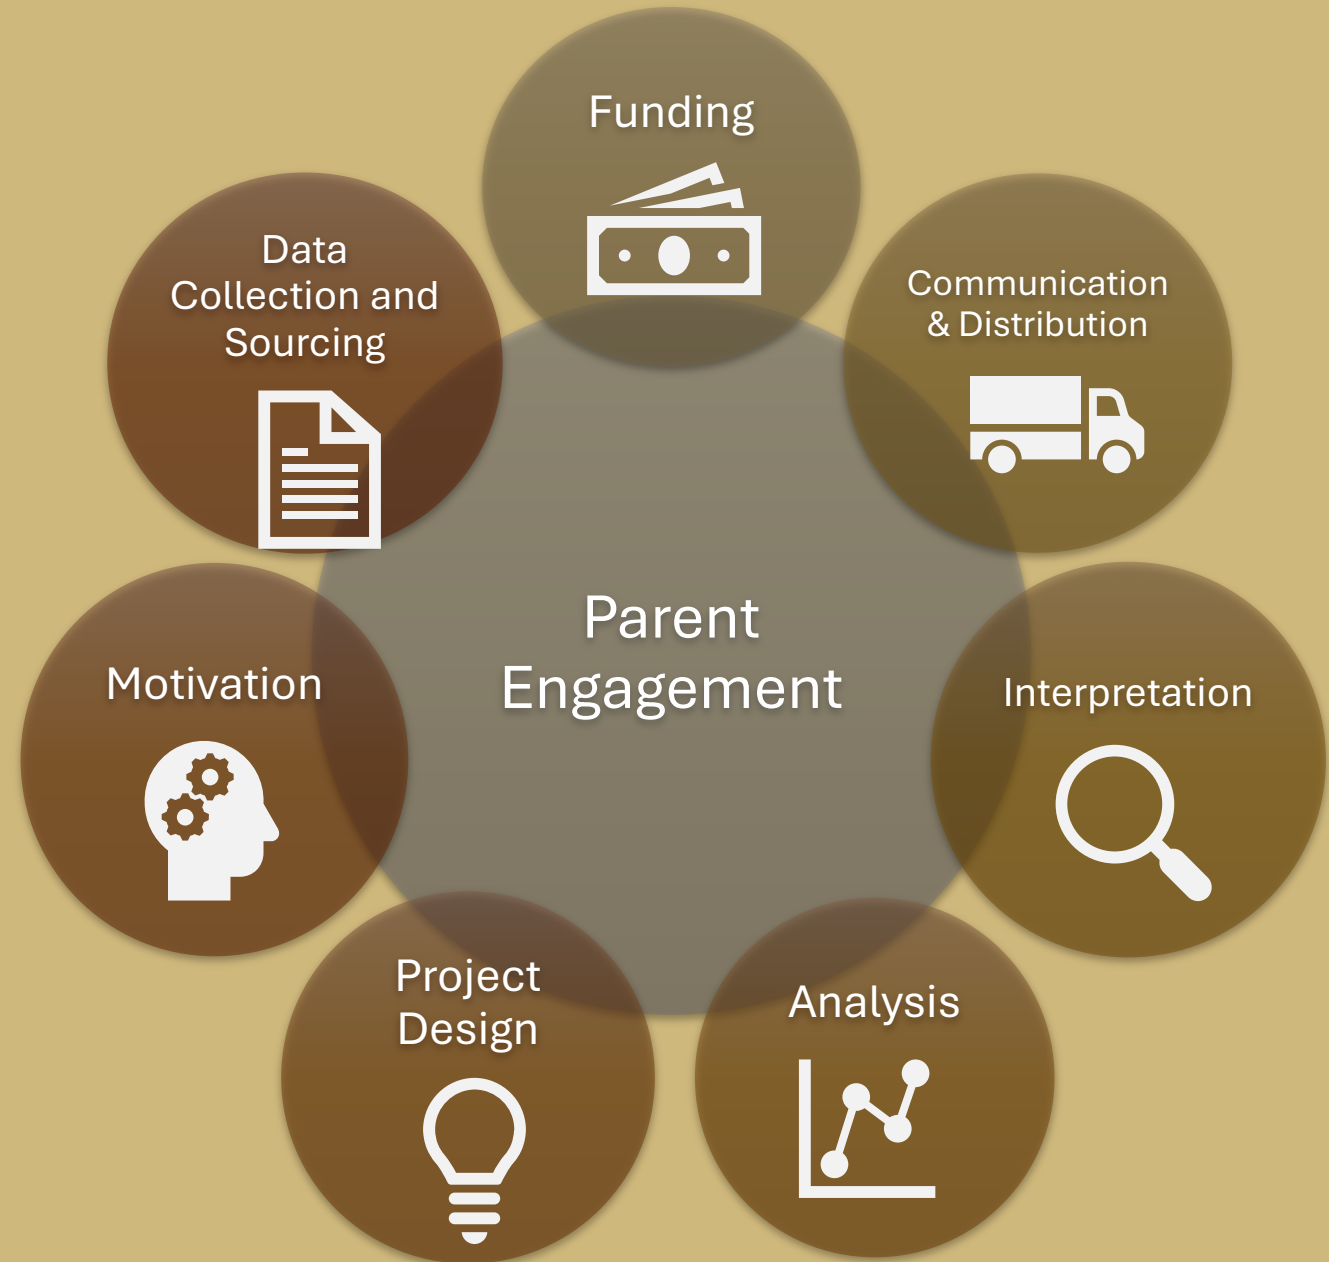 Funding
Data
Collection and
Sourcing
Communication
& Distribution
Parent
Engagement
Motivation
Interpretation
Project
Design
Analysis